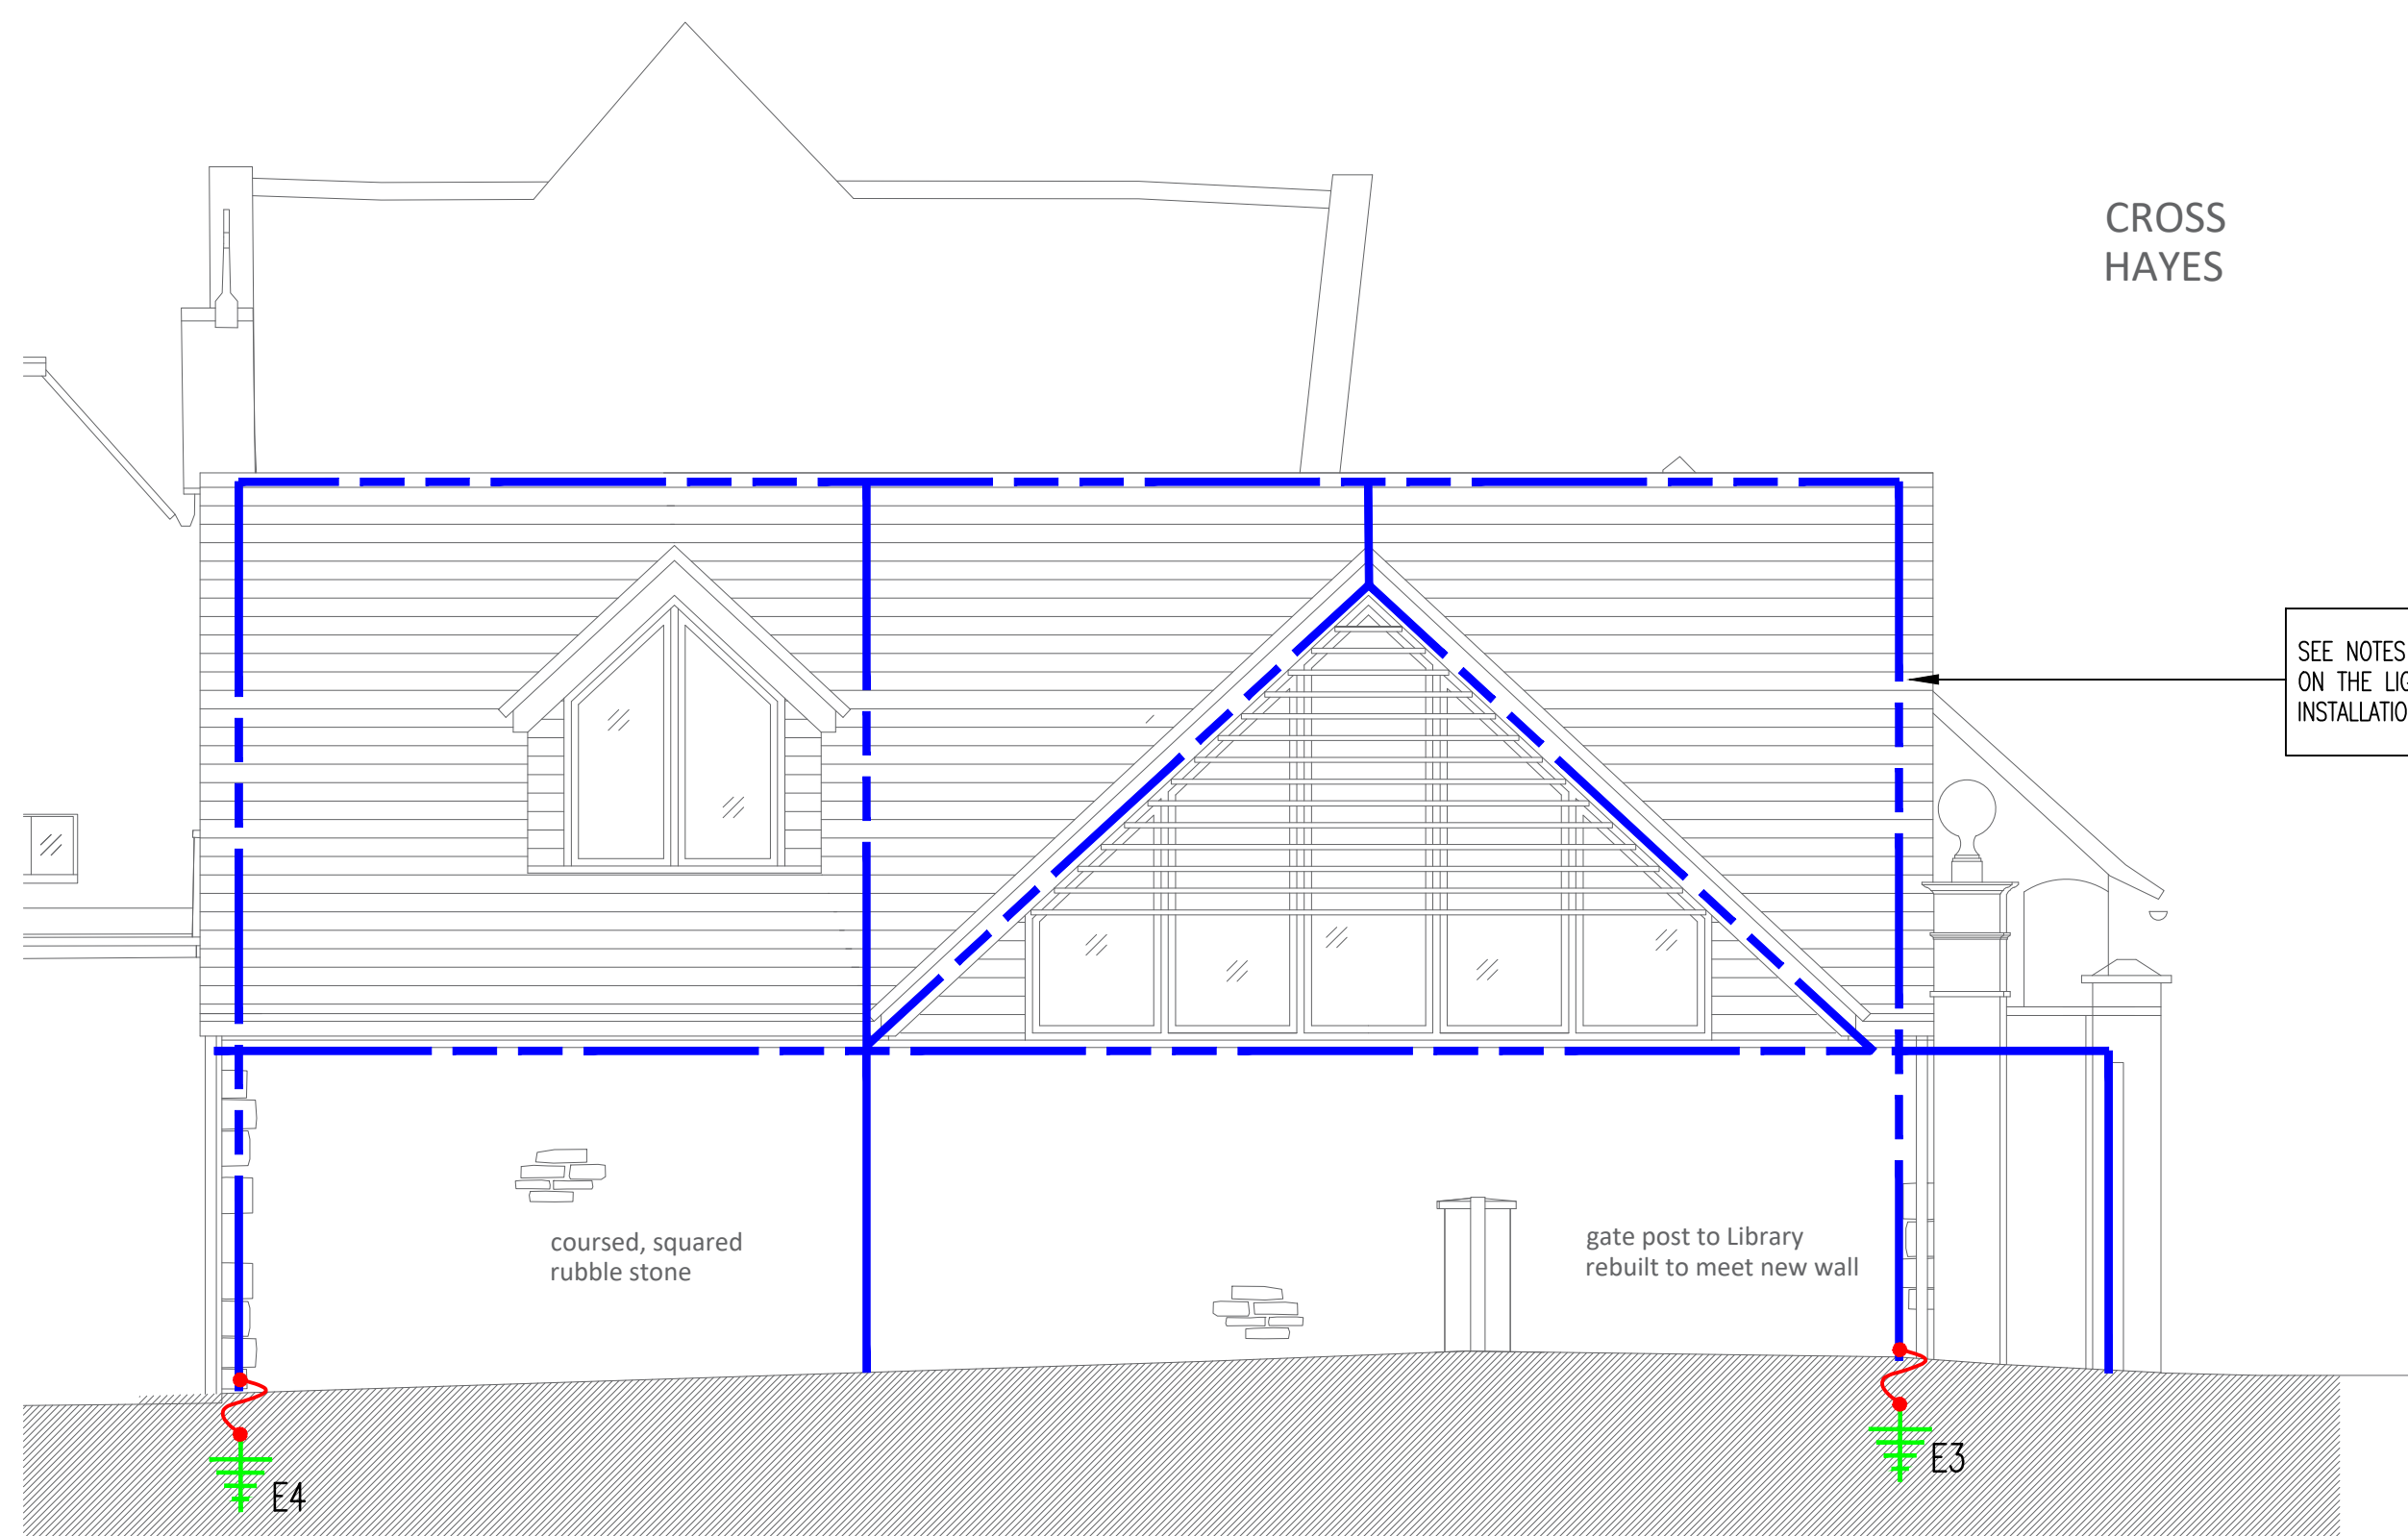 CROSS
HAYES
SEE NOTES
ON THE
coursed, squared
rubble stone
gate post to Library
rebuilt to meet new wall
E3
E4